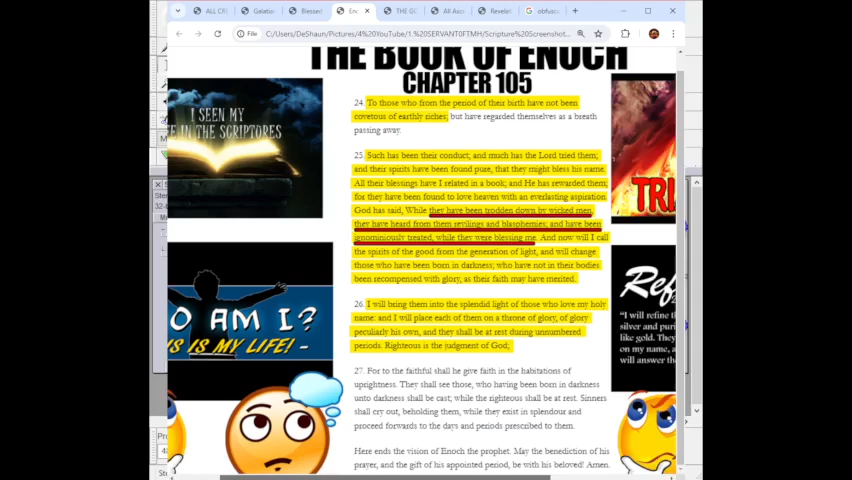 ALL CRE
Galatian
Blessed
En
THE GO
All Asce
Revelati
obfusca
File
C:/Users/DeShaun/Pictures/4%20YouTube/1.%20SERVANT0FTMH/Scripture%20Screenshot...
THE BOOK OF ENOCH
CHAPTER 105
24. To those who from the period of their birth have not been
covetous of earthly riches; but have regarded themselves as a breath
passing away.
25. Such has been their conduct; and much has the Lord tried them;
and their spirits have been found pure, that they might bless his name.
All their blessings have I related in a book; and He has rewarded them;
for they have been found to love heaven with an everlasting aspiration.
God has said, While they have been trodden down by wicked men,
they have heard from them revilings and blasphemies; and have been
ignominiously treated, while they were blessing me. And now will I call
the spirits of the good from the generation of light, and will change
those who have been born in darkness; who have not in their bodies
been recompensed with glory, as their faith may have merited.
26. I will bring them into the splendid light of those who love my holy
name: and I will place each of them on a throne of glory, of glory
peculiarly his own, and they shall be at rest during unnumbered
periods. Righteous is the judgment of God;
27. For to the faithful shall he give faith in the habitations of
uprightness. They shall see those, who having been born in darkness
unto darkness shall be cast; while the righteous shall be at rest. Sinners
shall cry out, beholding them, while they exist in splendour and
proceed forwards to the days and periods prescribed to them.
Here ends the vision of Enoch the prophet. May the benediction of his
prayer, and the gift of his appointed period, be with his beloved! Amen.
I SEEN MY
FE IN THE SCRIPTORES
O AM I?
IS IS MY LIFE! -
TRI
Ref
"I will refine t
silver and puri
like gold. They
on my name, a
will answer the